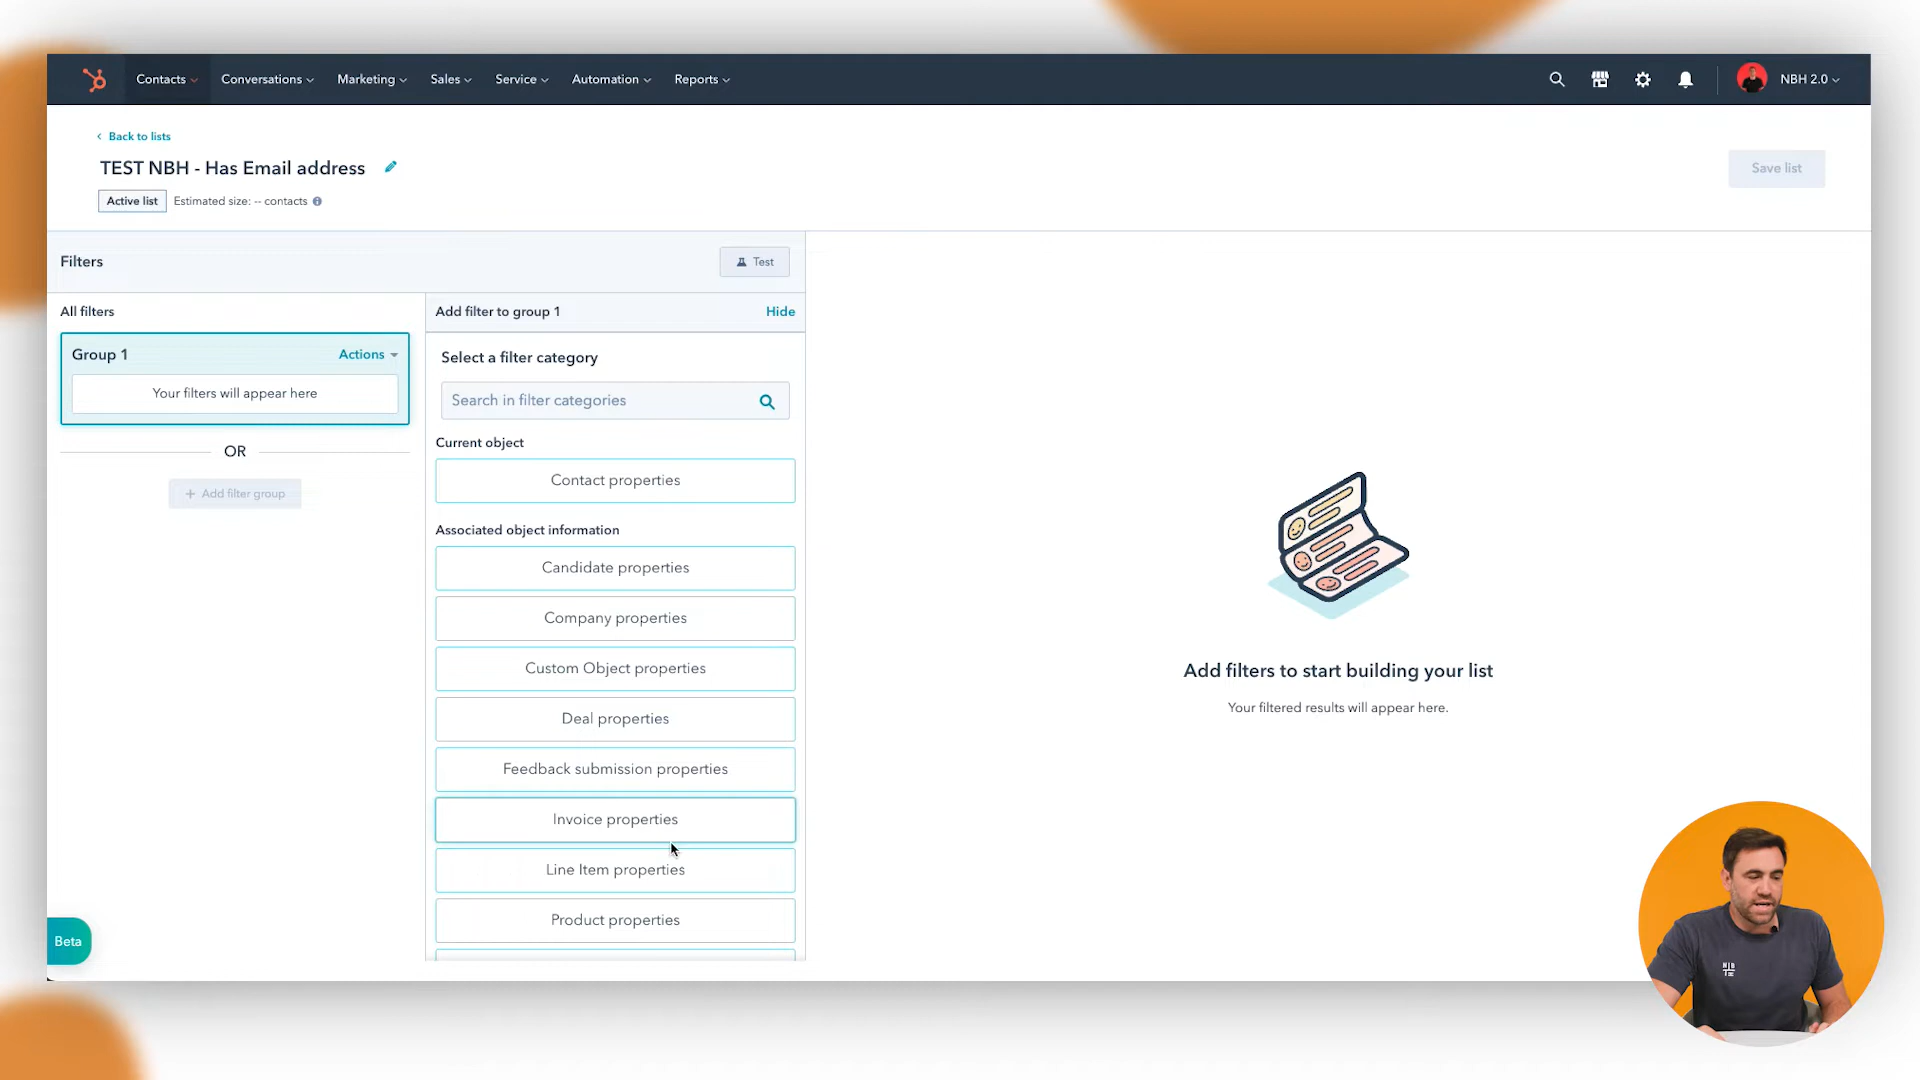 Contacts
Conversations
Marketing
Sales
Service
Automation
Reports
NBH 2.0
Back to lists
TEST NBH - Has Email address
Save list
Active list
Estimated size: -- contacts
Filters
Test
All filters
Add filter to group 1
Hide
Group 1
Actions
Your filters will appear here
OR
+ Add filter group
Select a filter category
Search in filter categories
Current object
Contact properties
Associated object information
Candidate properties
Company properties
Custom Object properties
Deal properties
Feedback submission properties
Invoice properties
Line Item properties
Product properties
Add filters to start building your list
Your filtered results will appear here.
Beta